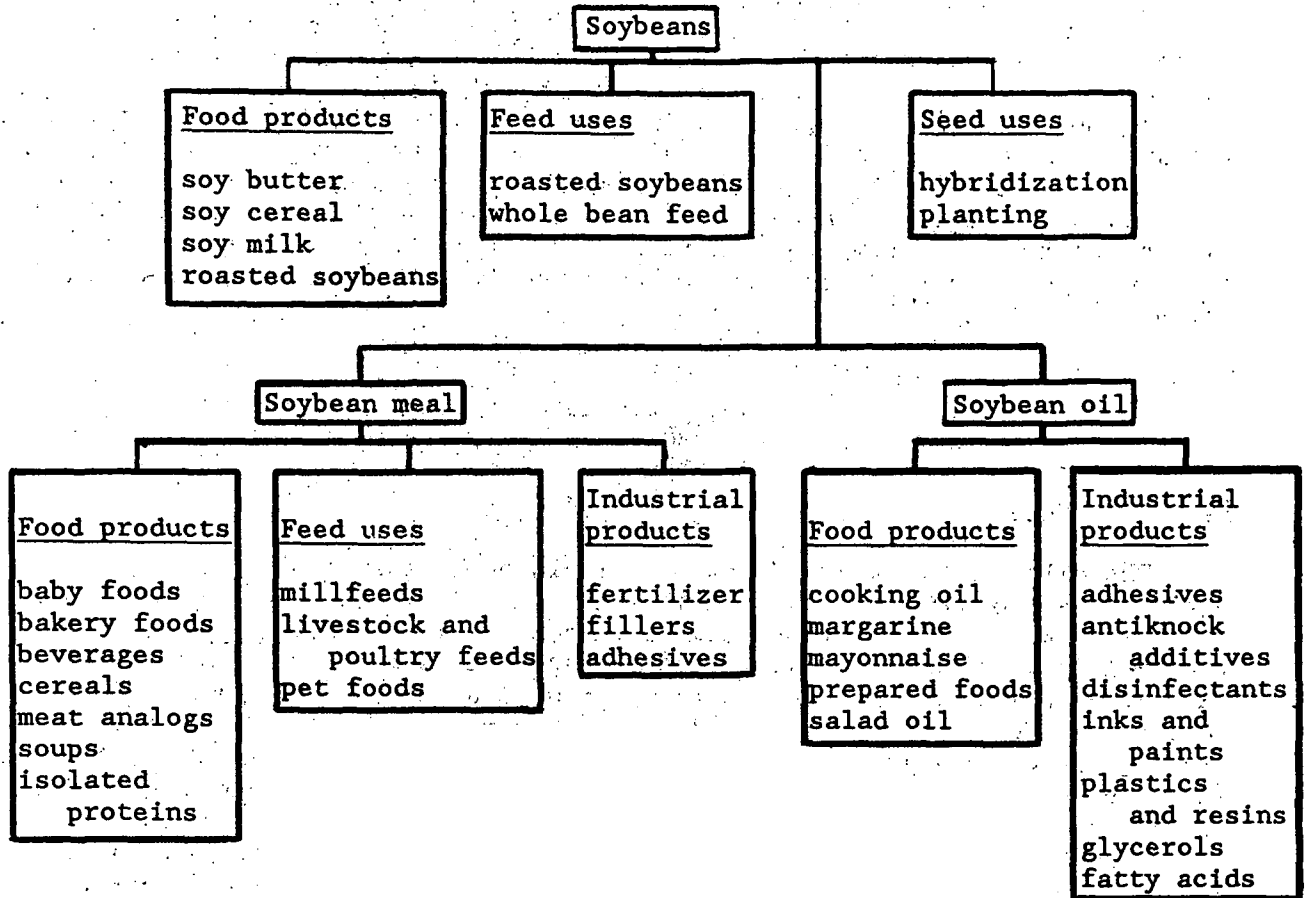 Soybeans
Food products
soy butter
soy cereal
soy milk
roasted soybeans
Feed uses
roasted soybeans
whole bean feed
Seed uses
hybridization
planting
Soybean meal
Soybean oil
Food products
baby foods
bakery foods
beverages
cereals
meat analogs
soups
isolated
proteins
Feed uses
millfeeds
livestock and
poultry feeds
pet foods
Industrial
products
fertilizer
fillers
adhesives
Food products
cooking oil
margarine
mayonnaise
prepared foods
salad oil
Industrial
products
adhesives
antiknock
additives
disinfectants
inks and
paints
plastics
and resins
glycerols
fatty acids